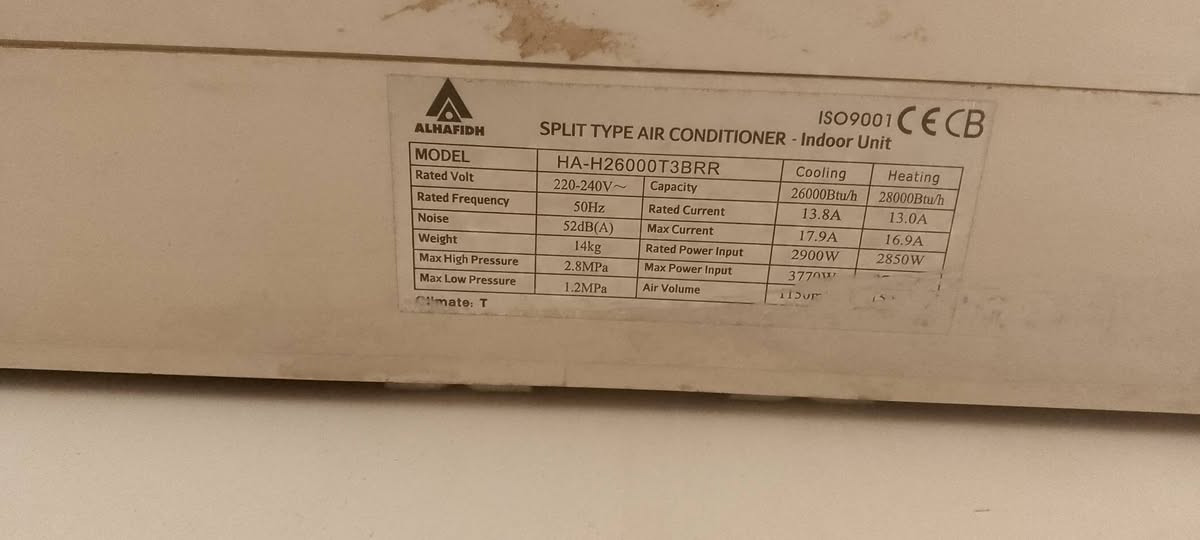 ALHAFIDH
ISO9001 CE CB
SPLIT TYPE AIR CONDITIONER - Indoor Unit
MODEL HA-H26000T3BRR Cooling Heating
Rated Volt 220-240V~ Capacity 26000Btu/h 28000Btu/h
Rated Frequency 50Hz Rated Current 13.8A 13.0A
Noise 52dB(A) Max Current 17.9A 16.9A
Weight 14kg Rated Power Input 2900W 2850W
Max High Pressure 2.8MPa Max Power Input 3770W
Max Low Pressure 1.2MPa Air Volume
Climate: T